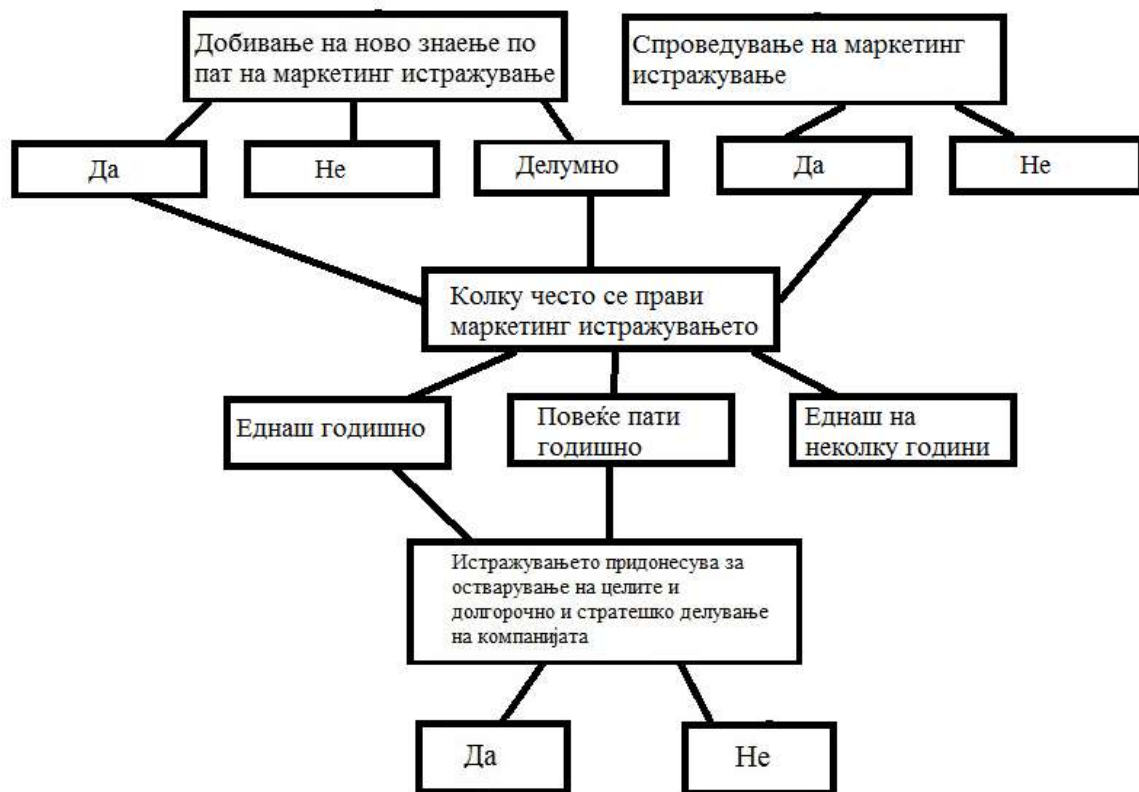 Добивање на ново знаење по
пат на маркетинг истражување
Спроведување на маркетинг
истражување
Да
Не
Делумно
Да
Не
Колку често се прави
маркетинг истражувањето
Еднаш годишно
Повеќе пати
годишно
Еднаш на
неколку години
Истражувањето придонесува за
остварување на целите и
долгорочно и стратешко делување
на компанијата
Да
Не